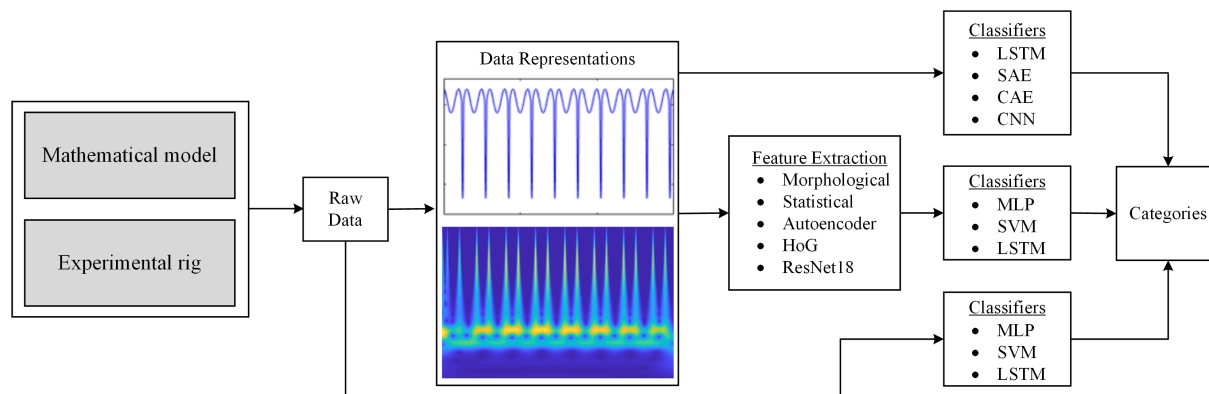 Mathematical model
Experimental rig
Raw
Data
Data Representations
Feature Extraction
● Morphological
● Statistical
● Autoencoder
● HoG
● ResNet18
Classifiers
● LSTM
● SAE
● CAE
● CNN
Classifiers
● MLP
● SVM
● LSTM
Classifiers
● MLP
● SVM
● LSTM
Categories